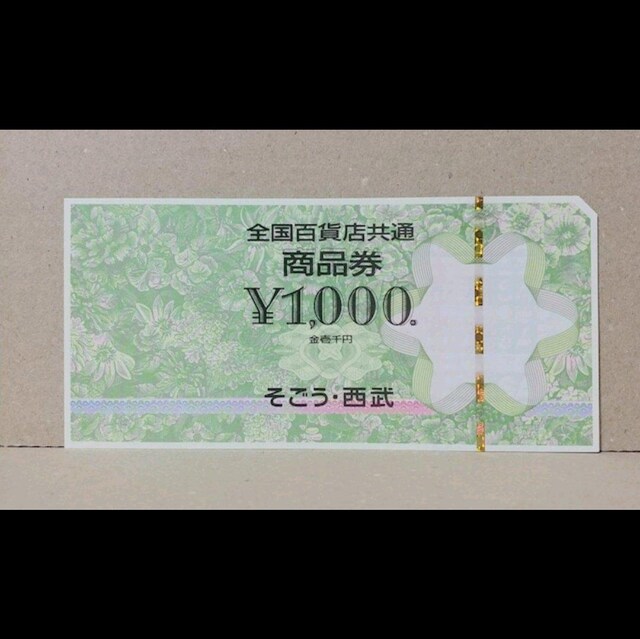 全国百貨店共通
商品券
¥1,000.
金壱千円
そごう・西武